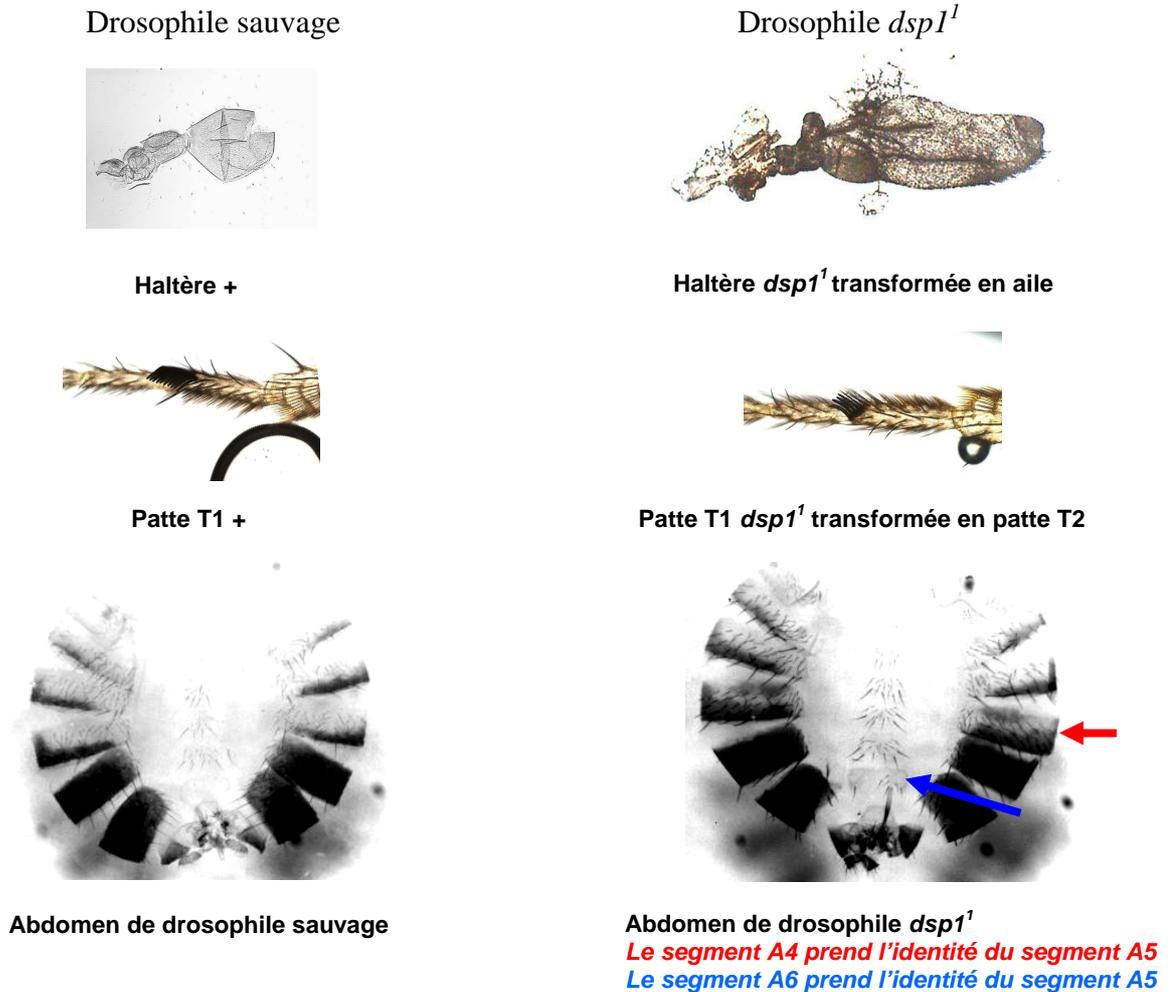 Drosophile sauvage
Drosophile dsp1¹
Haltère +
Haltère dsp1¹ transformée en aile
Patte T1 +
Patte T1 dsp1¹ transformée en patte T2
Abdomen de drosophile sauvage
Abdomen de drosophile dsp1¹
Le segment A4 prend l’identité du segment A5
Le segment A6 prend l’identité du segment A5